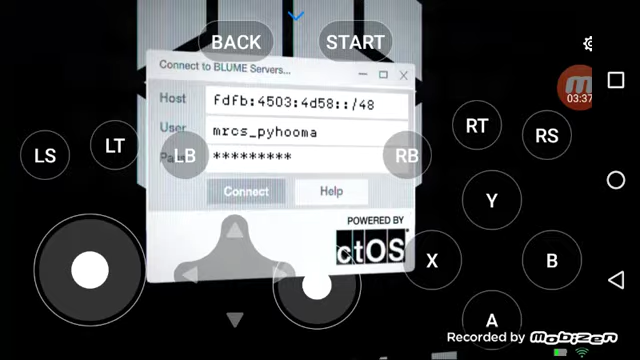 BACK
START
Connect to BLUME Servers...
03:37
Host
fdfb:4503:4d58::/48
RT
RS
LS
LT
User
mrcs_pyhooma
LB
*********
RB
Connect
Help
Y
POWERED BY
ctOS
X
B
A
Recorded by
mobizen